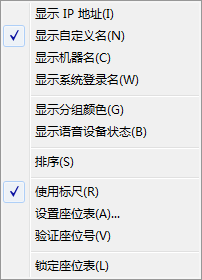 显示 IP 地址(I)
显示自定义名(N)
显示机器名(C)
显示系统登录名(W)
显示分组颜色(G)
显示语音设备状态(B)
排序(S)
使用标尺(R)
设置座位表(A)...
验证座位号(V)
锁定座位表(L)